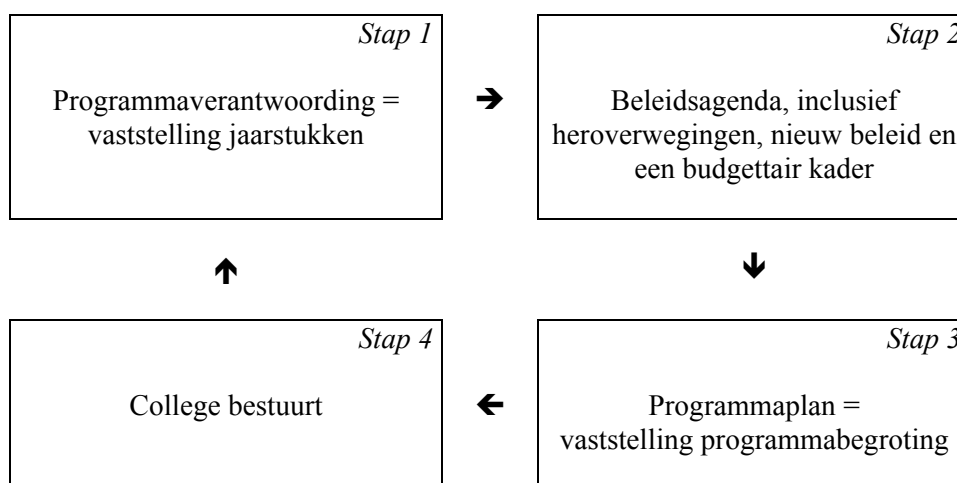 Stap 1
Programmaverantwoording =
vaststelling jaarstukken
➔
Stap 2
Beleidsagenda, inclusief
heroverwegingen, nieuw beleid en
een budgettair kader
Stap 4
College bestuurt
Stap 3
Programmaplan =
vaststelling programmabegroting